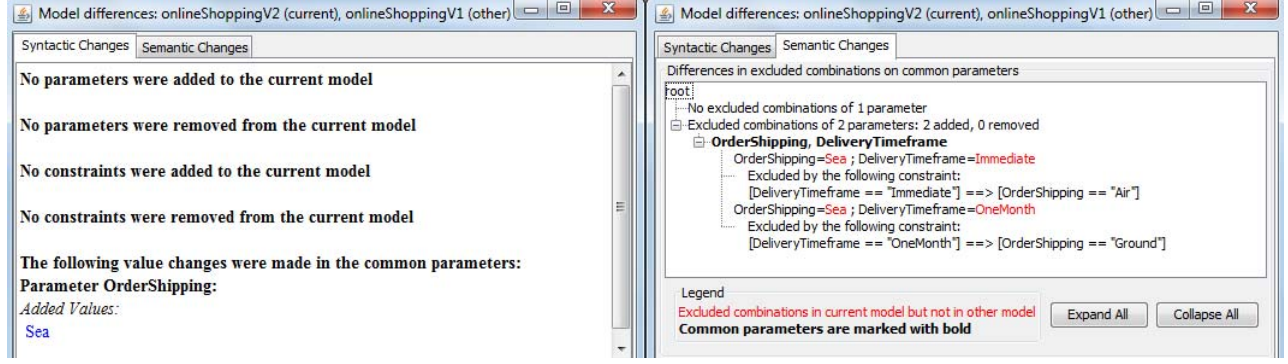 Model differences: onlineShoppingV2 (current), onlineShoppingV1 (other)
Syntactic Changes Semantic Changes
No parameters were added to the current model
No parameters were removed from the current model
No constraints were added to the current model
No constraints were removed from the current model
The following value changes were made in the common parameters:
Parameter OrderShipping:
Added Values:
Sea
Model differences: onlineShoppingV2 (current), onlineShoppingV1 (other)
Syntactic Changes Semantic Changes
Differences in excluded combinations on common parameters
root
No excluded combinations of 1 parameter
Excluded combinations of 2 parameters: 2 added, 0 removed
OrderShipping, DeliveryTimeframe
OrderShipping=Sea ; DeliveryTimeframe=Immediate
Excluded by the following constraint:
[DeliveryTimeframe == "Immediate"] ==> [OrderShipping == "Air"]
OrderShipping=Sea ; DeliveryTimeframe=OneMonth
Excluded by the following constraint:
[DeliveryTimeframe == "OneMonth"] ==> [OrderShipping == "Ground"]
Legend
Excluded combinations in current model but not in other model
Common parameters are marked with bold
Expand All Collapse All